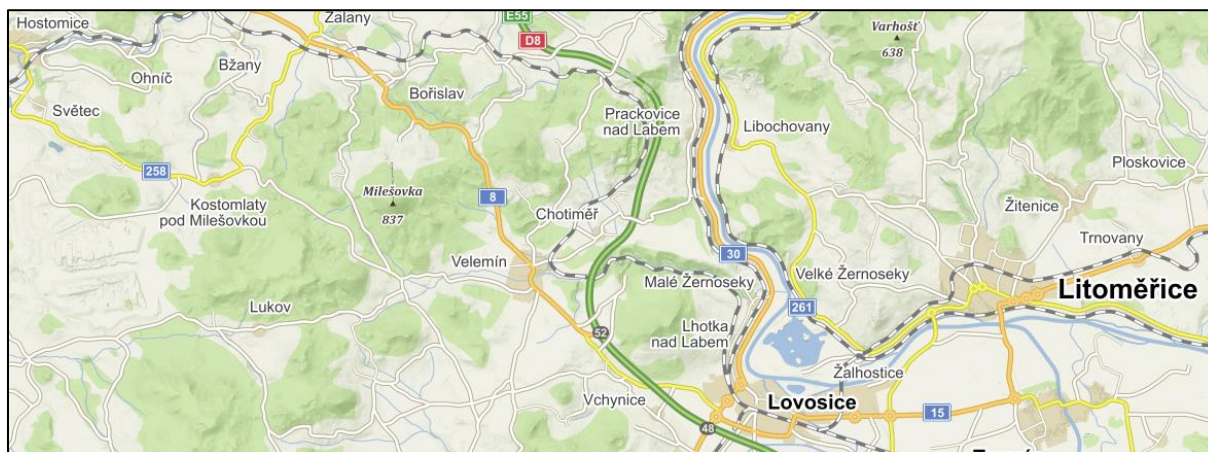 Hostomice
Žalany
E55
D8
Varhošť
638
Ohníč
Bžany
Bořislav
Světec
Prackovice
nad Labem
Libochovany
Ploskovice
258
Milešovka
837
8
Kostomlaty
pod Milešovkou
Chotiměř
Žitenice
Trnovany
Velemín
30
Malé Žernoseky
Velké Žernoseky
Litoměřice
261
Lukov
52
Lhotka
nad Labem
Žalhostice
Vchynice
Lovosice
15
48